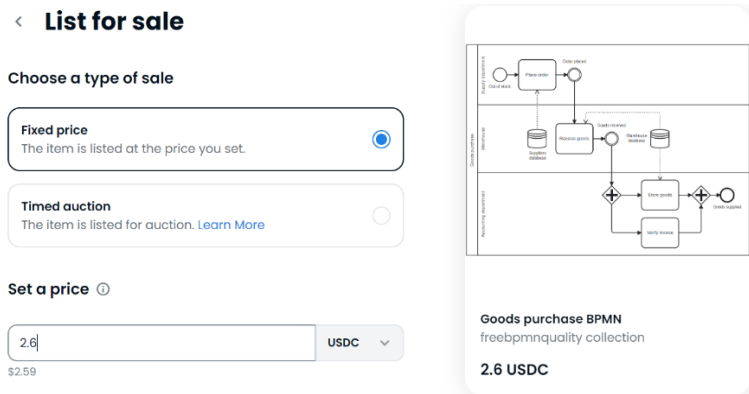 List for sale
Choose a type of sale
Fixed price
The item is listed at the price you set.
Timed auction
The item is listed for auction. Learn More
Set a price
2.6
USDC
$2.59
Goods purchase
Supply department
Out of stock
Place order
Order placed
Warehouse
Suppliers
database
Reserve goods
Goods received
Warehouse
database
Accounting department
Store goods
Verify invoice
Goods supplied
Goods purchase BPMN
freebpmnquality collection
2.6 USDC